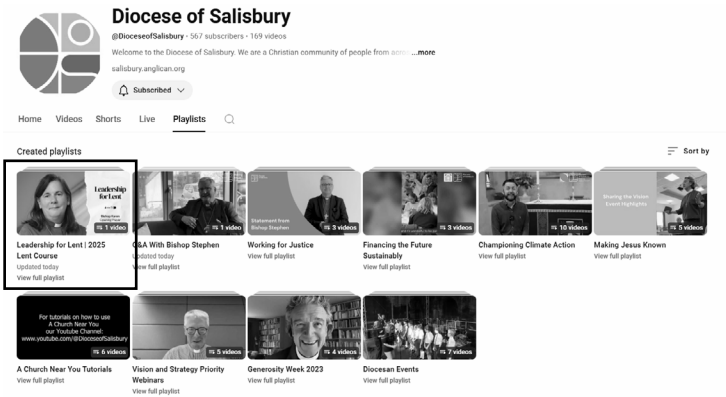 Diocese of Salisbury
@DioceseofSalisbury · 567 subscribers · 169 videos
Welcome to the Diocese of Salisbury. We are a Christian community of people from ...more
salisbury.anglican.org
Subscribed
Home Videos Shorts Live Playlists
Created playlists
Sort by
Leadership
for Lent
1 video
1 video
Statement from
Bishop Stephen
3 videos
3 videos
10 videos
Sharing the Vision
Event Highlights
5 videos
Leadership for Lent | 2025
Lent Course
Updated today
View full playlist
Q&A With Bishop Stephen
Updated today
View full playlist
Working for Justice
View full playlist
Financing the Future
Sustainably
View full playlist
Championing Climate Action
View full playlist
Making Jesus Known
View full playlist
For tutorials on how to use
A Church Near You
our Youtube Channel:
www.youtube.com/@DioceseofSalisbury
6 videos
5 videos
4 videos
7 videos
A Church Near You Tutorials
View full playlist
Vision and Strategy Priority
Webinars
View full playlist
Generosity Week 2023
View full playlist
Diocesan Events
View full playlist